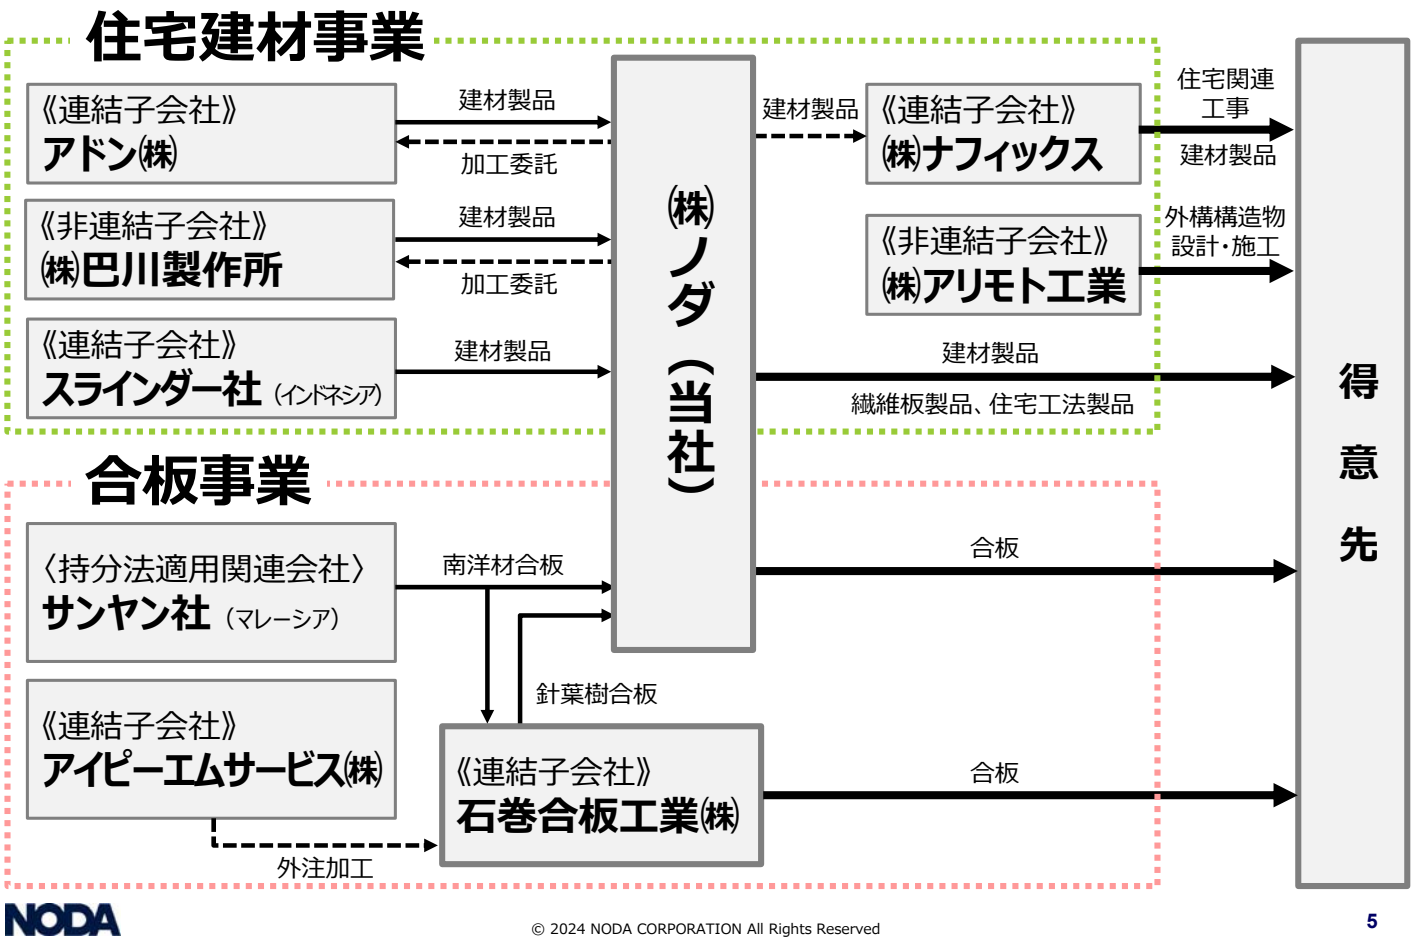 住宅建材事業
《連結子会社》
アドン㈱
建材製品
加工委託
《非連結子会社》
㈱巴川製作所
建材製品
加工委託
《連結子会社》
スラインダー社（インドネシア）
建材製品
㈱ノダ（当社）
建材製品
《連結子会社》
㈱ナフィックス
住宅関連
工事
建材製品
《非連結子会社》
㈱アリモト工業
外構構造物
設計・施工
建材製品
繊維板製品、住宅工法製品
得意先
合板事業
〈持分法適用関連会社〉
サンヤン社（マレーシア）
南洋材合板
合板
《連結子会社》
アイピーエムサービス㈱
針葉樹合板
《連結子会社》
石巻合板工業㈱
合板
外注加工
NODA
© 2024 NODA CORPORATION All Rights Reserved
5